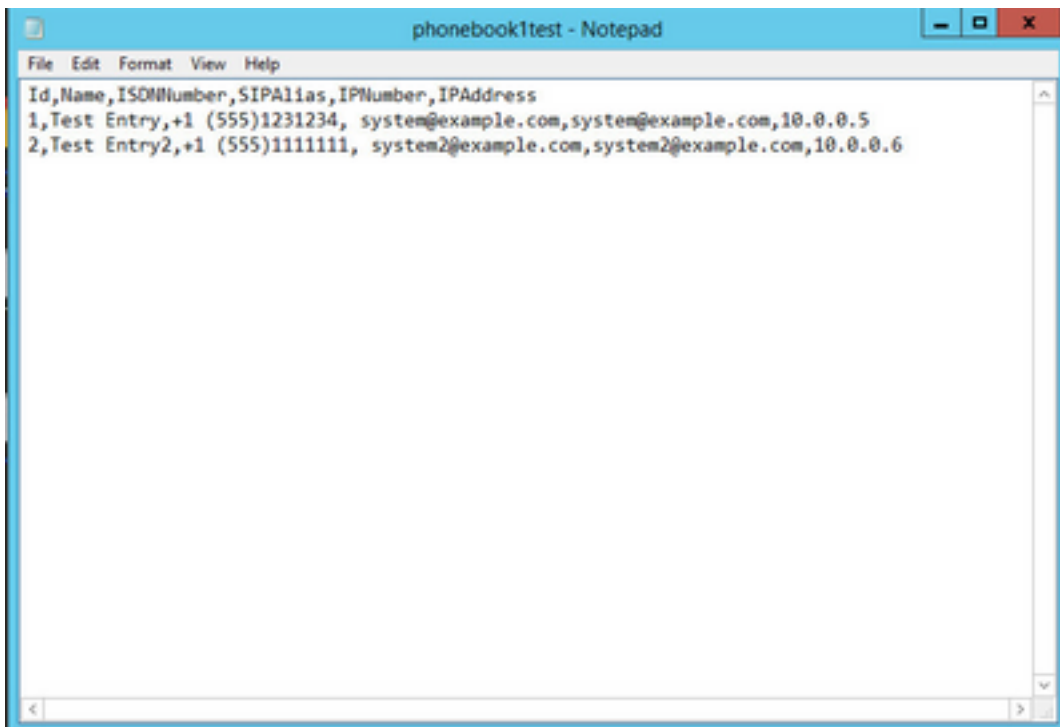 phonebook1test - Notepad
File Edit Format View Help
Id,Name,ISDNNumber,SIPAlias,IPNumber,IPAddress
1,Test Entry,+1 (555)1231234, system@example.com,system@example.com,10.0.0.5
2,Test Entry2,+1 (555)1111111, system2@example.com,system2@example.com,10.0.0.6